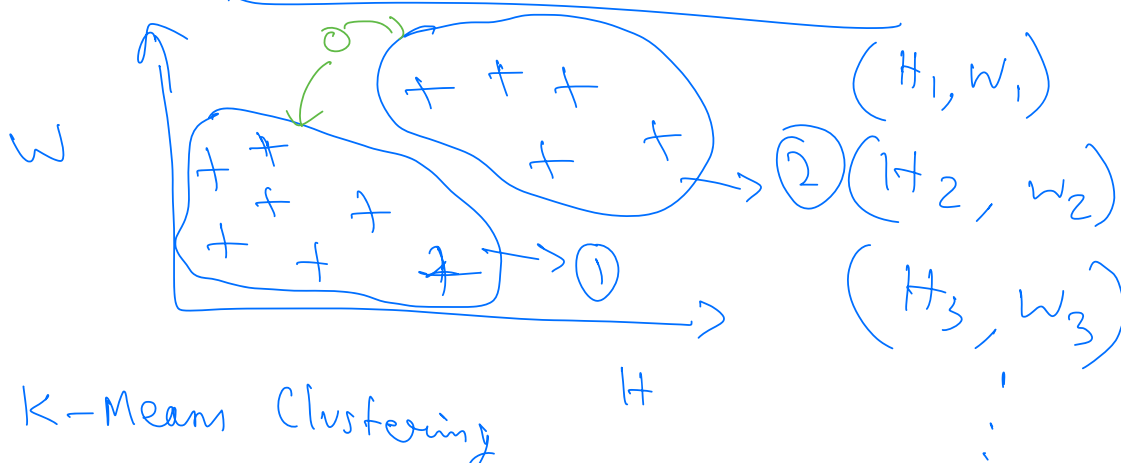 W
(H1, W1)
② (H2, W2)
①
(H3, W3)
H
K-Means Clustering